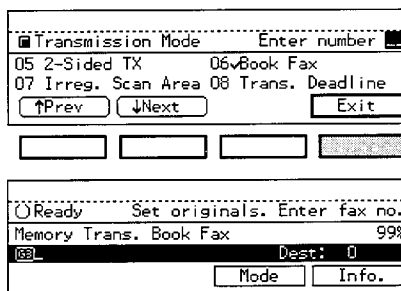 Transmission Mode Enter number
05 2-Sided TX 06✓Book Fax
07 Irreg. Scan Area 08 Trans. Deadline
↑Prev ↓Next Exit
Ready Set originals. Enter fax no.
Memory Trans. Book Fax 99%
G3 Dest: 0
Mode Info.